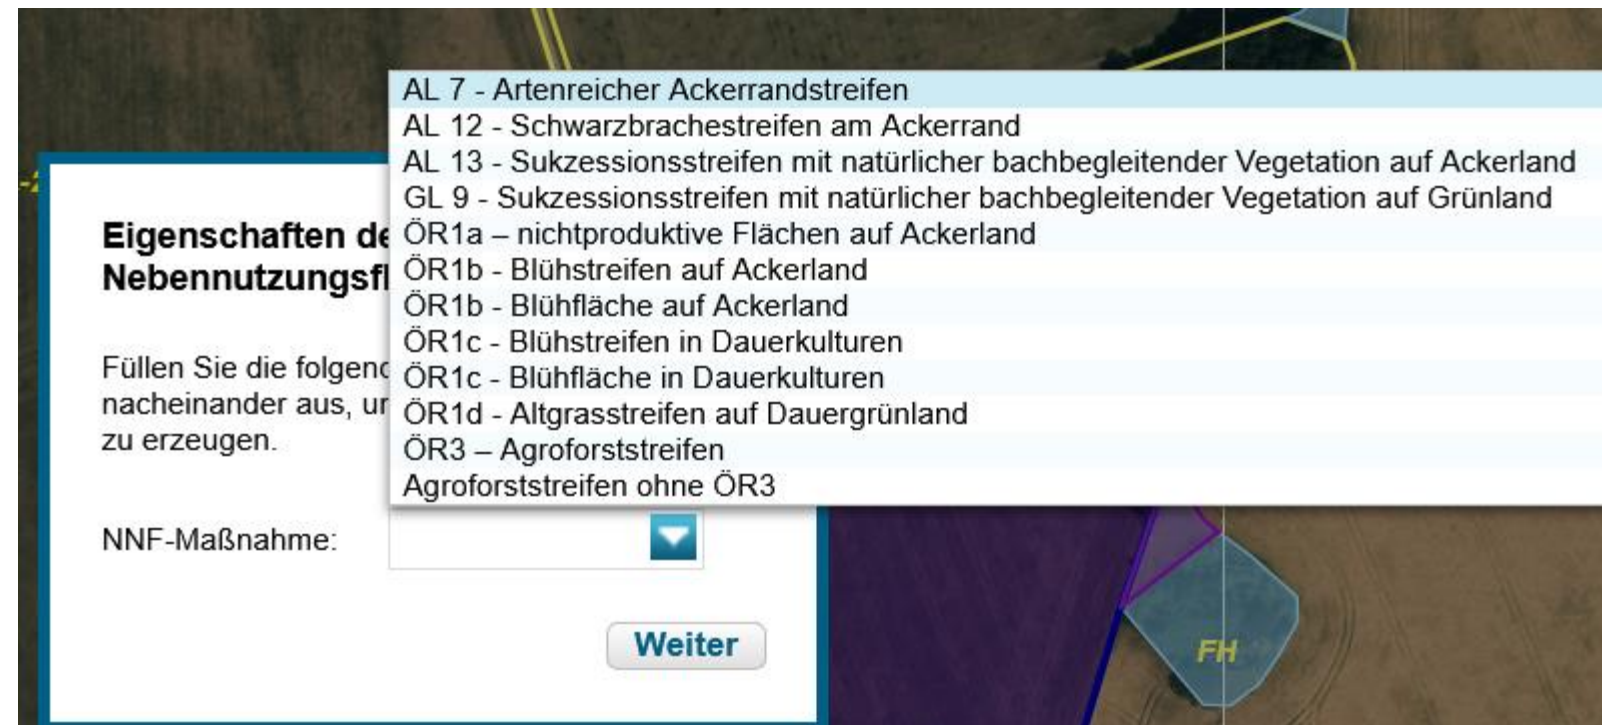 AL 7 - Artenreicher Ackerrandstreifen
AL 12 - Schwarzbrachestreifen am Ackerrand
AL 13 - Sukzessionsstreifen mit natürlicher bachbegleitender Vegetation auf Ackerland
GL 9 - Sukzessionsstreifen mit natürlicher bachbegleitender Vegetation auf Grünland
ÖR1a – nichtproduktive Flächen auf Ackerland
ÖR1b - Blühstreifen auf Ackerland
ÖR1b - Blühfläche auf Ackerland
ÖR1c - Blühstreifen in Dauerkulturen
ÖR1c - Blühfläche in Dauerkulturen
ÖR1d - Altgrasstreifen auf Dauergrünland
ÖR3 – Agroforststreifen
Agroforststreifen ohne ÖR3
Eigenschaften de
Nebennutzungsfl
Füllen Sie die folgend
nacheinander aus, un
zu erzeugen.
NNF-Maßnahme:
Weiter
FH